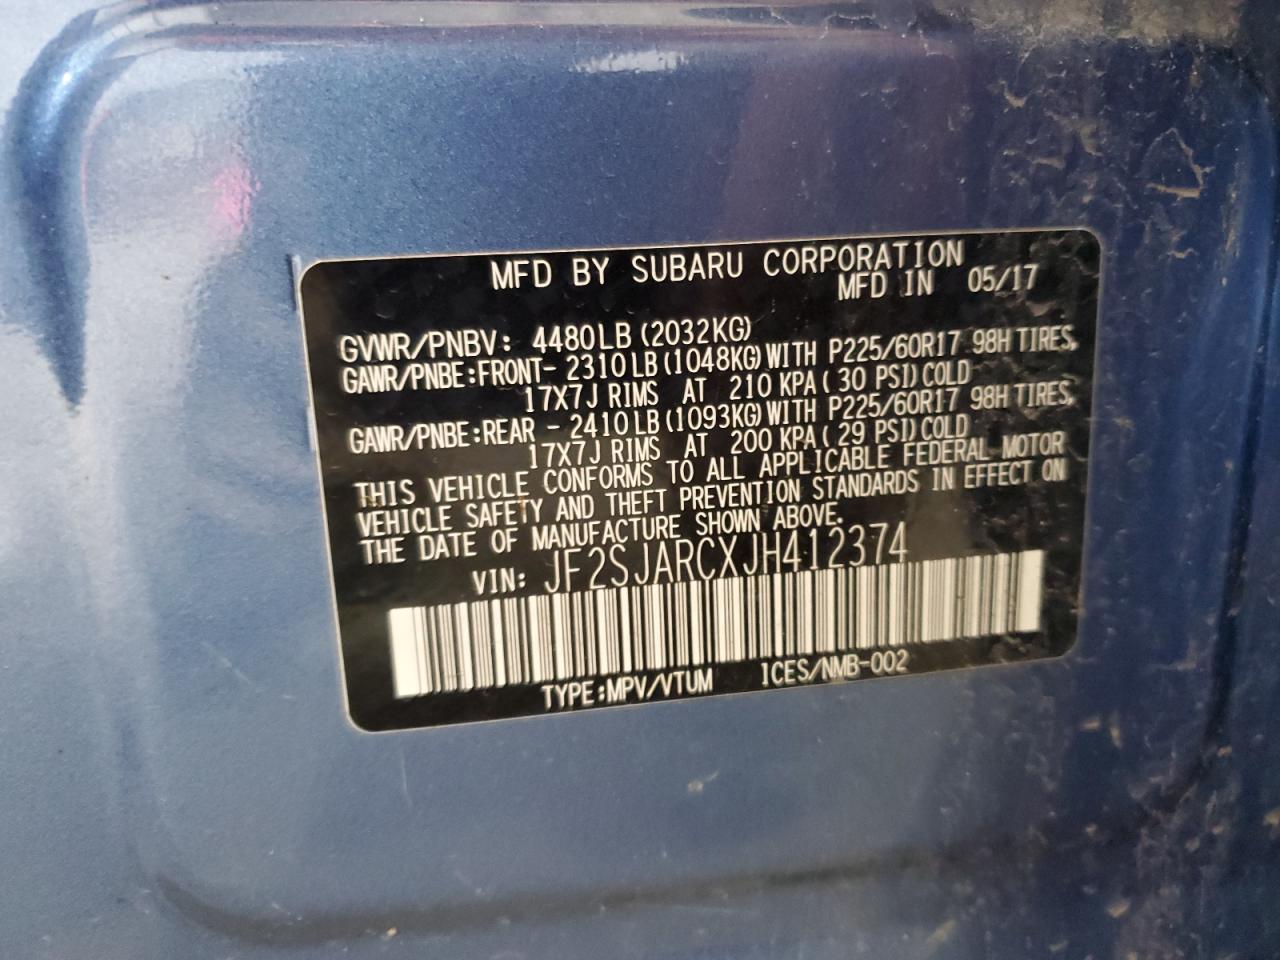 MFD BY SUBARU CORPORATION
MFD IN 05/17
GVWR/PNBV: 4480LB (2032KG)
GAWR/PNBE:FRONT- 2310LB (1048KG) WITH P225/60R17 98H TIRES,
17X7J RIMS AT 210 KPA ( 30 PSI) COLD
GAWR/PNBE:REAR - 2410LB (1093KG) WITH P225/60R17 98H TIRES,
17X7J RIMS AT 200 KPA ( 29 PSI) COLD
THIS VEHICLE CONFORMS TO ALL APPLICABLE FEDERAL MOTOR
VEHICLE SAFETY AND THEFT PREVENTION STANDARDS IN EFFECT ON
THE DATE OF MANUFACTURE SHOWN ABOVE.
VIN: JF2SJARCXJH412374
TYPE:MPV/VTUM ICES/NMB-002